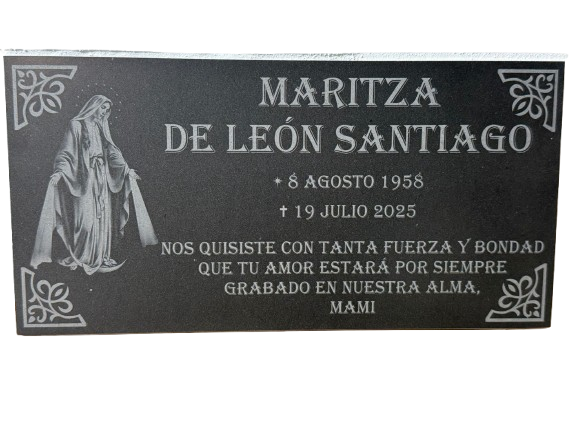 MARITZA
DE LEÓN SANTIAGO
* 8 AGOSTO 1958
✝ 19 JULIO 2025
NOS QUISISTE CON TANTA FUERZA Y BONDAD
QUE TU AMOR ESTARÁ POR SIEMPRE
GRABADO EN NUESTRA ALMA,
MAMI